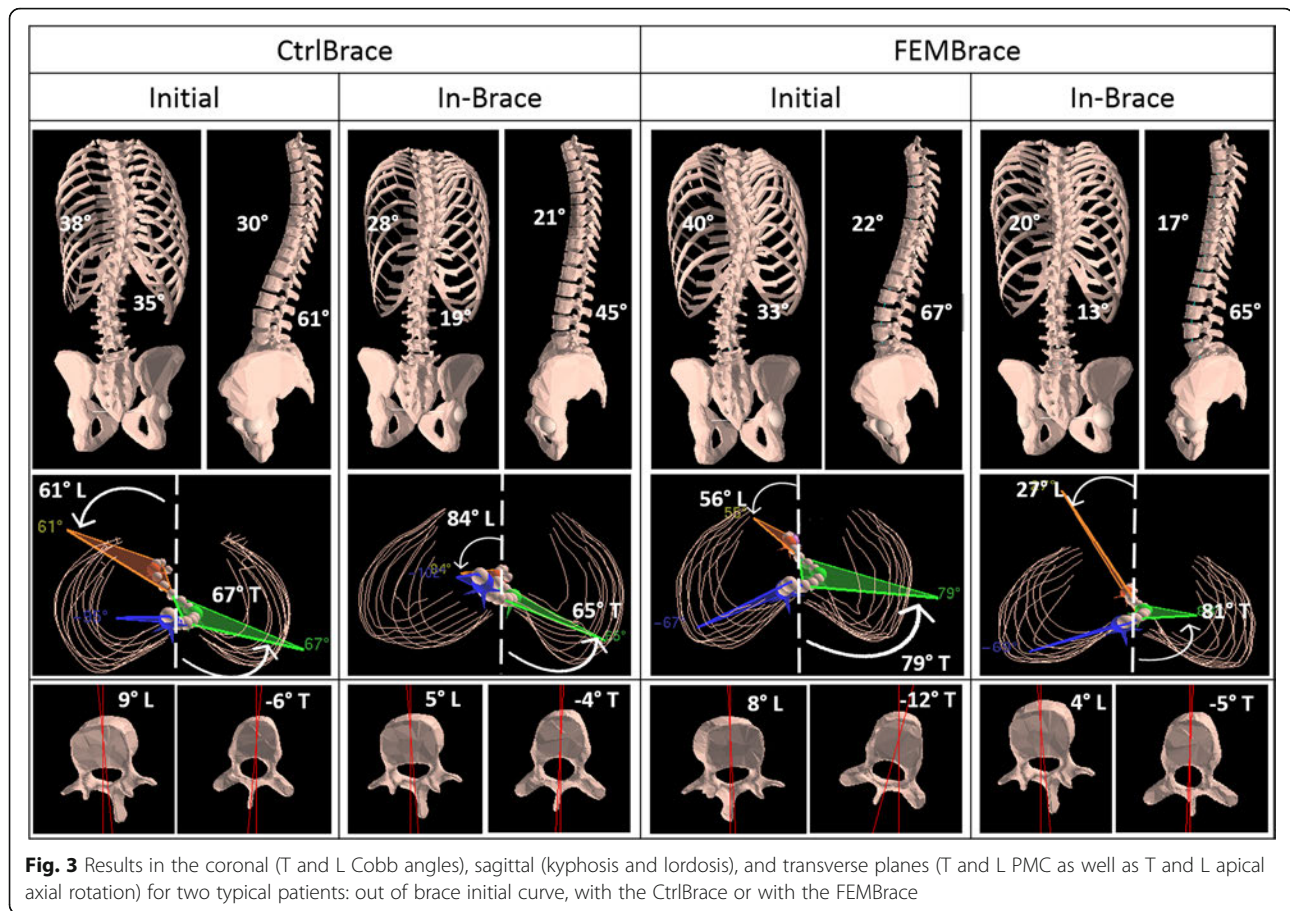 CtrlBrace FEMBrace
Initial In-Brace Initial In-Brace
38° 30° 28° 21° 40° 22° 20° 17°
35° 61° 19° 45° 33° 67° 13° 65°
61° L 84° L 56° L 27° L
61° 84°
67° T 65° T 79° T 81° T
67° 79° -67°
9° L -6° T 5° L -4° T 8° L -12° T 4° L -5° T
Fig. 3 Results in the coronal (T and L Cobb angles), sagittal (kyphosis and lordosis), and transverse planes (T and L PMC as well as T and L apical
axial rotation) for two typical patients: out of brace initial curve, with the CtrlBrace or with the FEMBrace